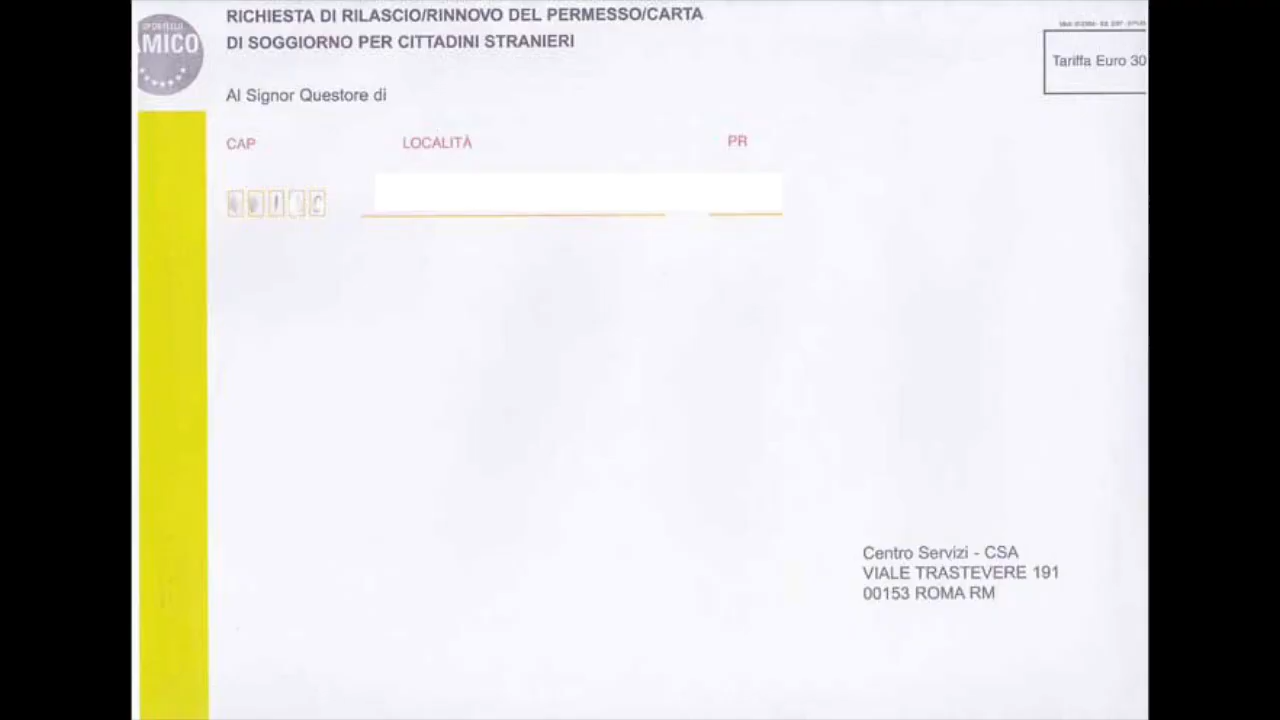 SPORTELLO
AMICO
RICHIESTA DI RILASCIO/RINNOVO DEL PERMESSO/CARTA
DI SOGGIORNO PER CITTADINI STRANIERI
Tariffa Euro 30
Al Signor Questore di
CAP LOCALITÀ PR
Centro Servizi - CSA
VIALE TRASTEVERE 191
00153 ROMA RM